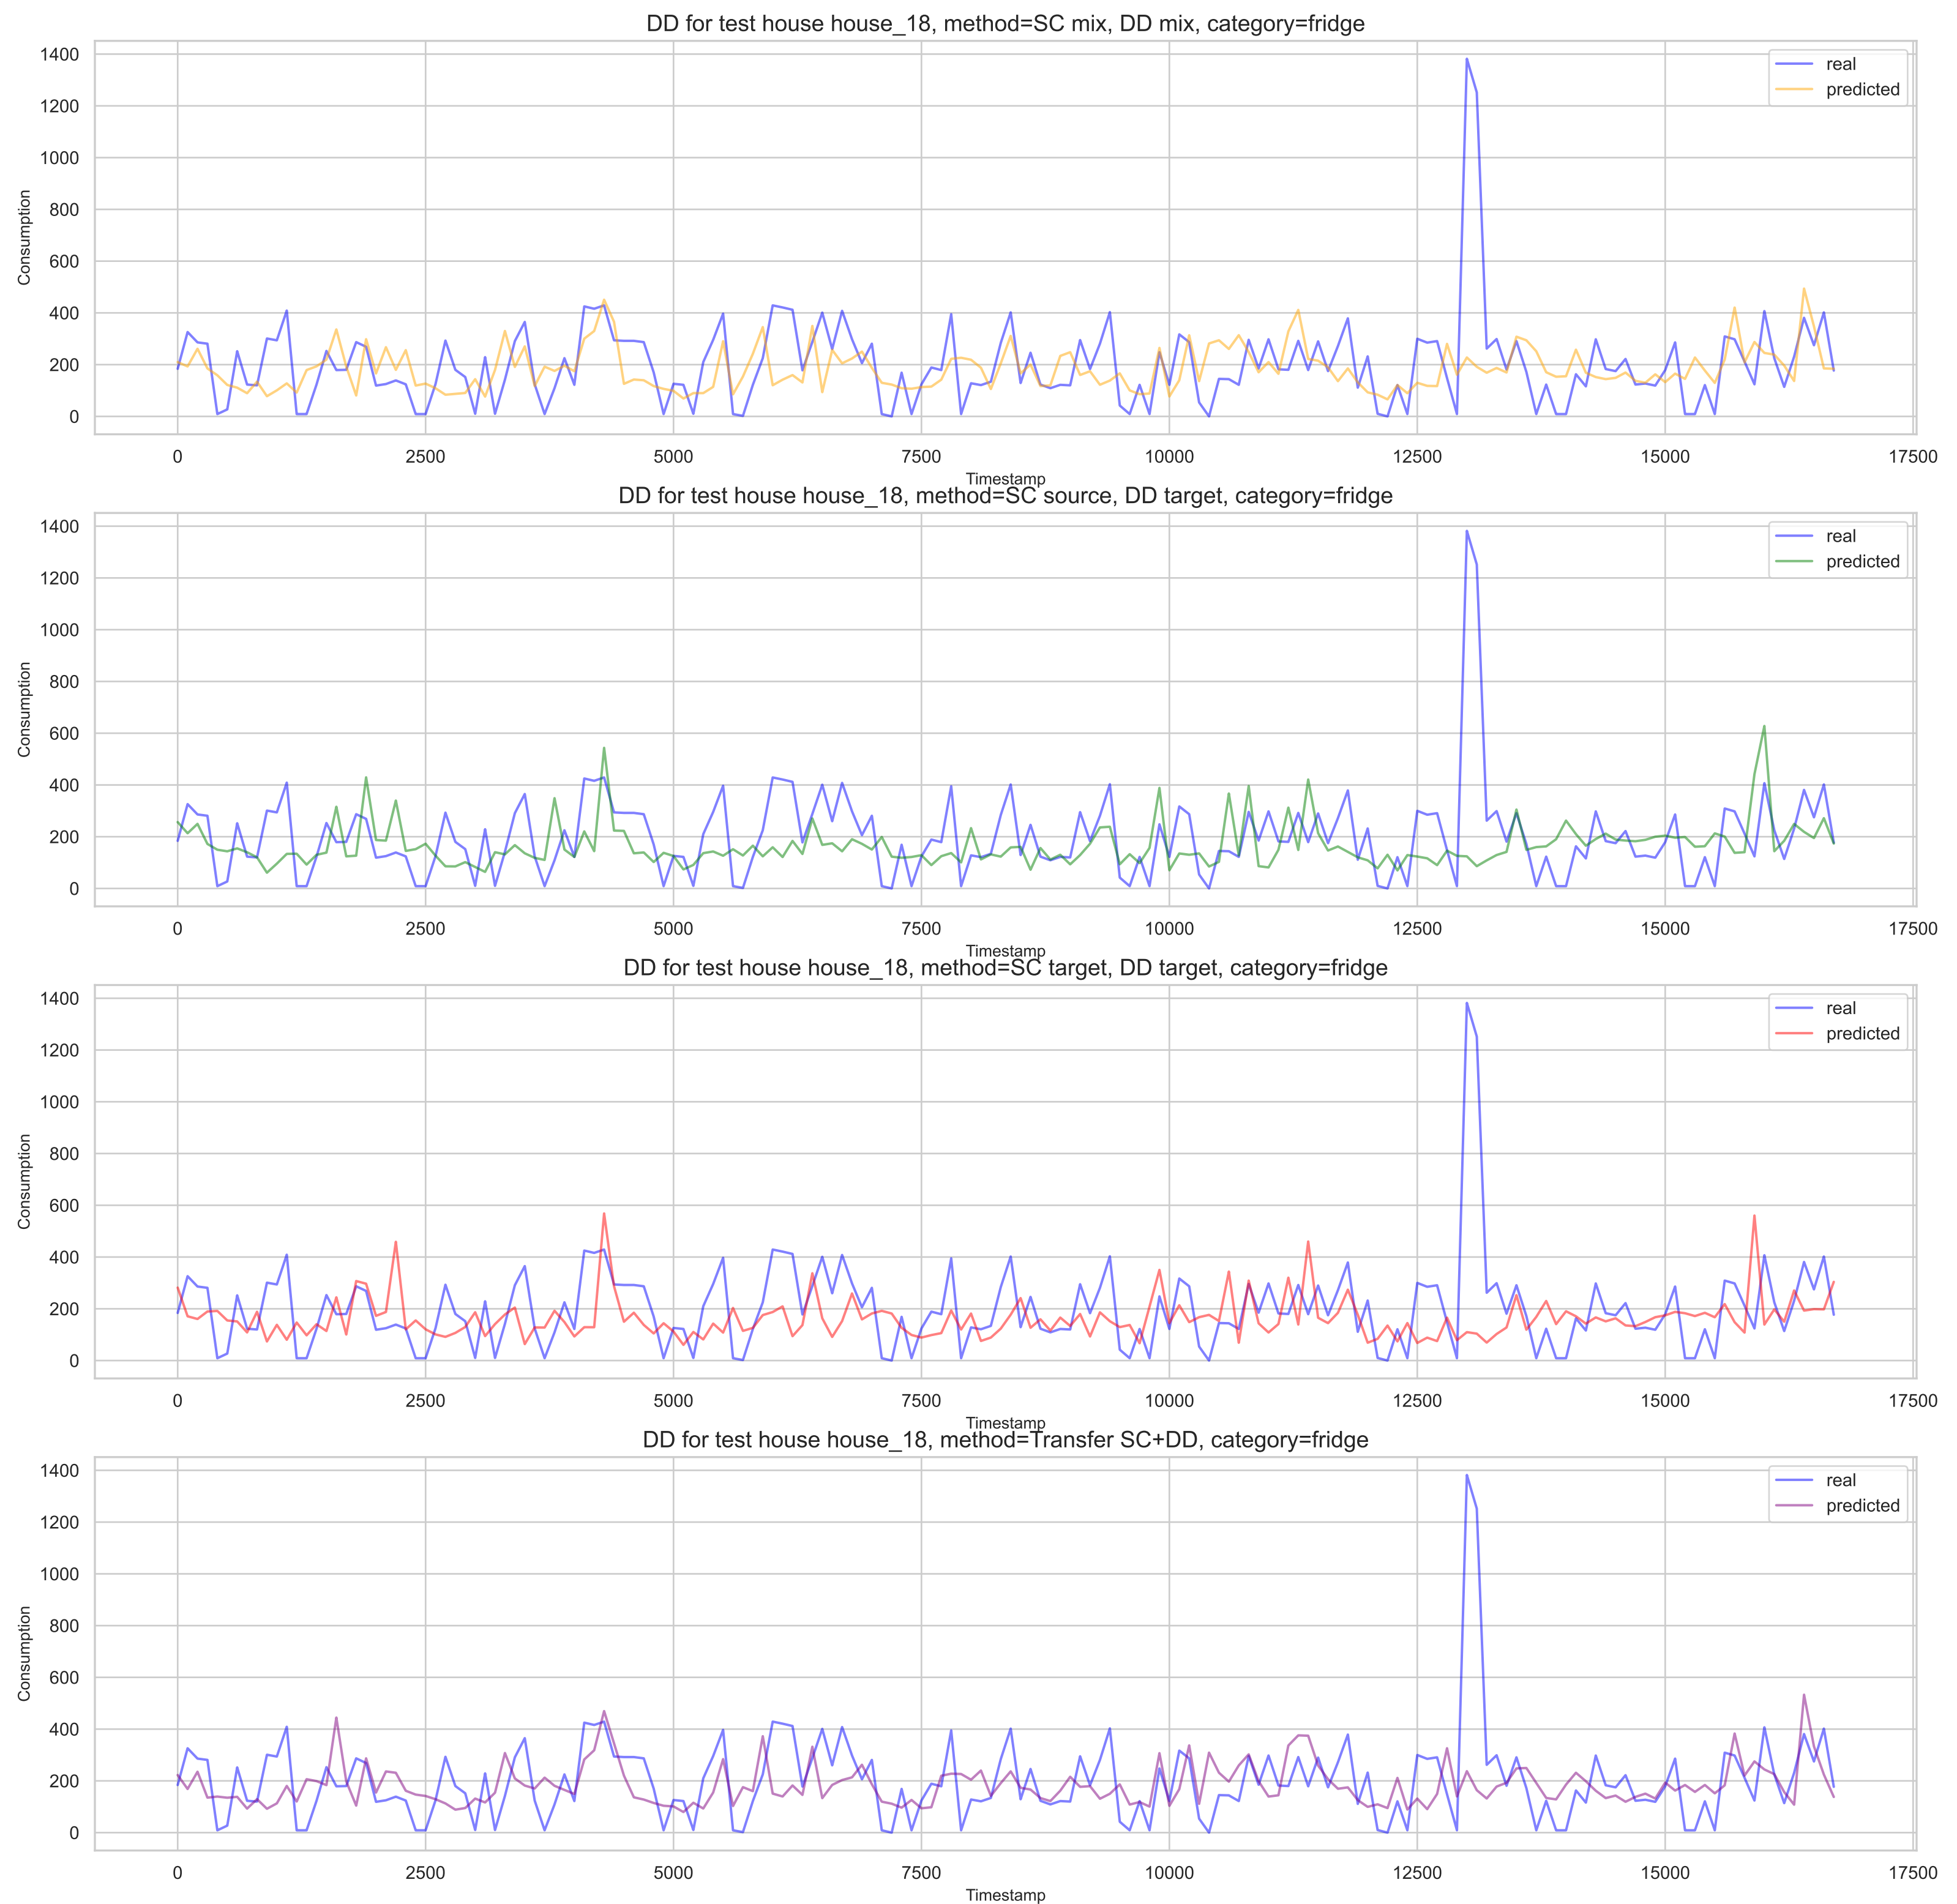 DD for test house house_18, method=SC mix, DD mix, category=fridge
1400
1200
1000
800
600
400
200
0
Consumption
real
predicted
0 2500 5000 7500 10000 12500 15000 17500
Timestamp
DD for test house house_18, method=SC source, DD target, category=fridge
1400
1200
1000
800
600
400
200
0
Consumption
real
predicted
0 2500 5000 7500 10000 12500 15000 17500
Timestamp
DD for test house house_18, method=SC target, DD target, category=fridge
1400
1200
1000
800
600
400
200
0
Consumption
real
predicted
0 2500 5000 7500 10000 12500 15000 17500
Timestamp
DD for test house house_18, method=Transfer SC+DD, category=fridge
1400
1200
1000
800
600
400
200
0
Consumption
real
predicted
0 2500 5000 7500 10000 12500 15000 17500
Timestamp